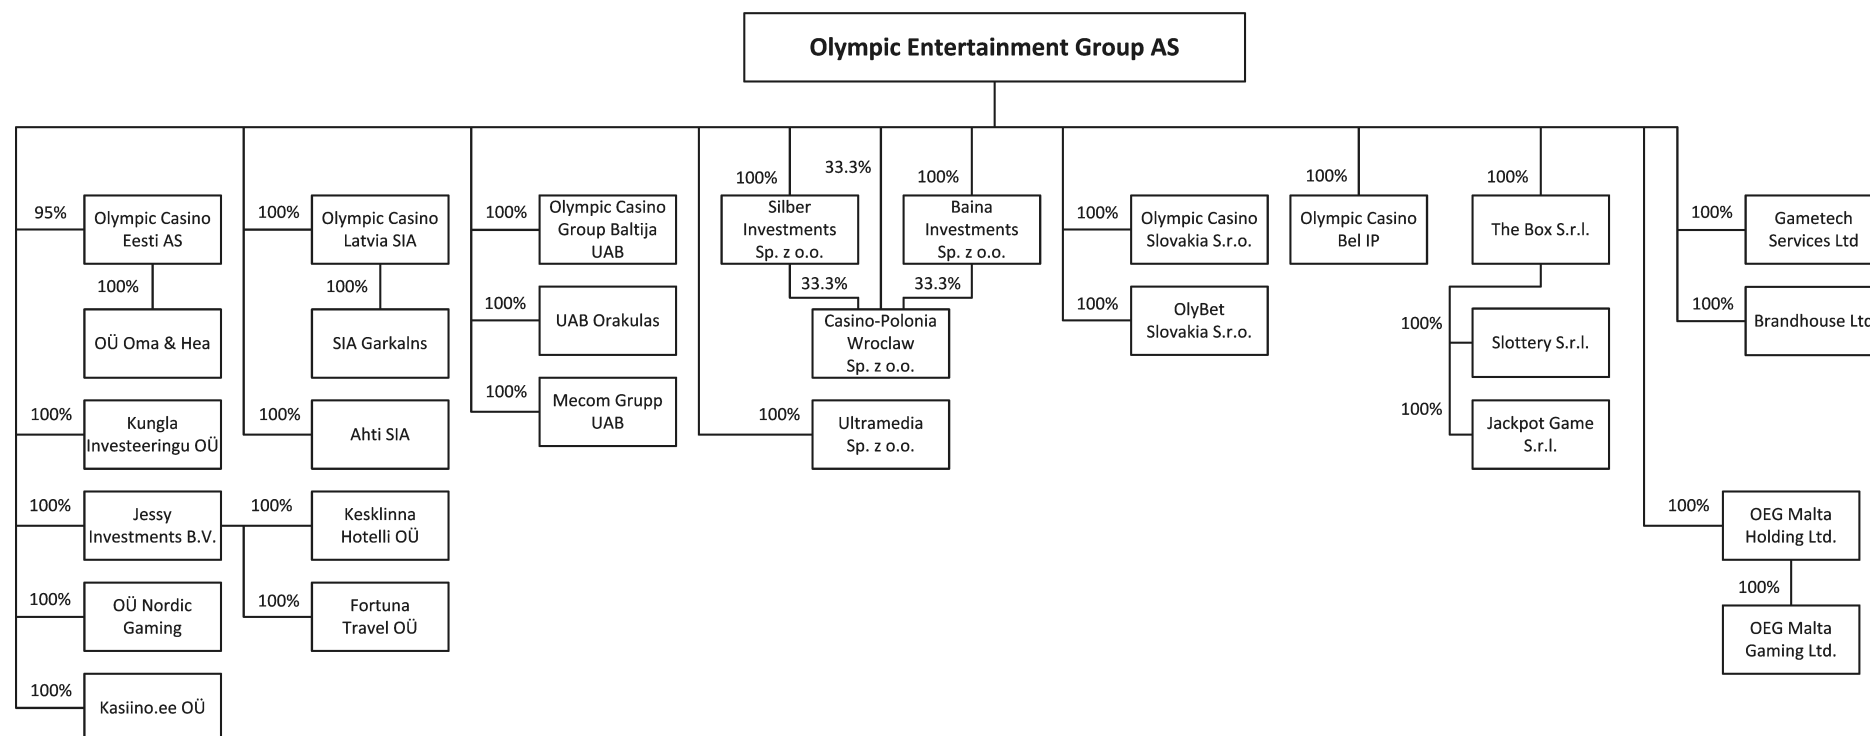 Olympic Entertainment Group AS
95%
Olympic Casino
Eesti AS
100%
OÜ Oma & Hea
100%
Kungla
Investeeringu OÜ
100%
Jessy
Investments B.V.
100%
OÜ Nordic
Gaming
100%
Kasiino.ee OÜ
100%
Olympic Casino
Latvia SIA
100%
SIA Garkalns
100%
Ahti SIA
100%
Kesklinna
Hotelli OÜ
100%
Fortuna
Travel OÜ
100%
Olympic Casino
Group Baltija
UAB
100%
UAB Orakulas
100%
Mecom Grupp
UAB
100%
Silber
Investments
Sp. z o.o.
33.3%
33.3%
100%
Baina
Investments
Sp. z o.o.
33.3%
Casino-Polonia
Wroclaw
Sp. z o.o.
100%
Ultramedia
Sp. z o.o.
100%
Olympic Casino
Slovakia S.r.o.
100%
OlyBet
Slovakia S.r.o.
100%
Olympic Casino
Bel IP
100%
The Box S.r.l.
100%
Slottery S.r.l.
100%
Jackpot Game
S.r.l.
100%
Gametech
Services Ltd
100%
Brandhouse Ltd
100%
OEG Malta
Holding Ltd.
100%
OEG Malta
Gaming Ltd.